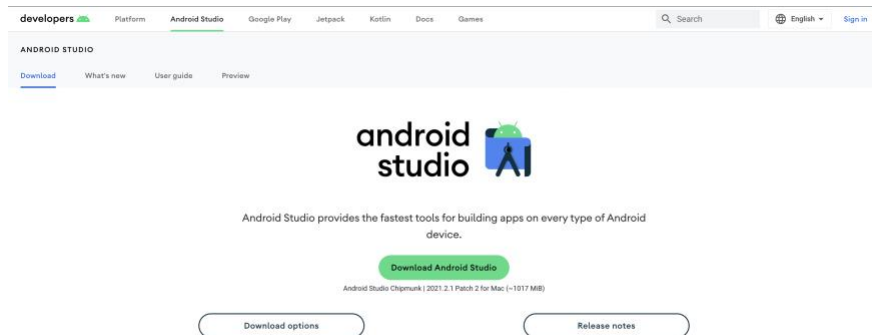 developers Platform Android Studio Google Play Jetpack Kotlin Docs Games Search English Sign in
ANDROID STUDIO
Download What's new User guide Preview
android
studio
Android Studio provides the fastest tools for building apps on every type of Android
device.
Download Android Studio
Android Studio Chipmunk | 2021.2.1 Patch 2 for Mac (~1017 MiB)
Download options Release notes